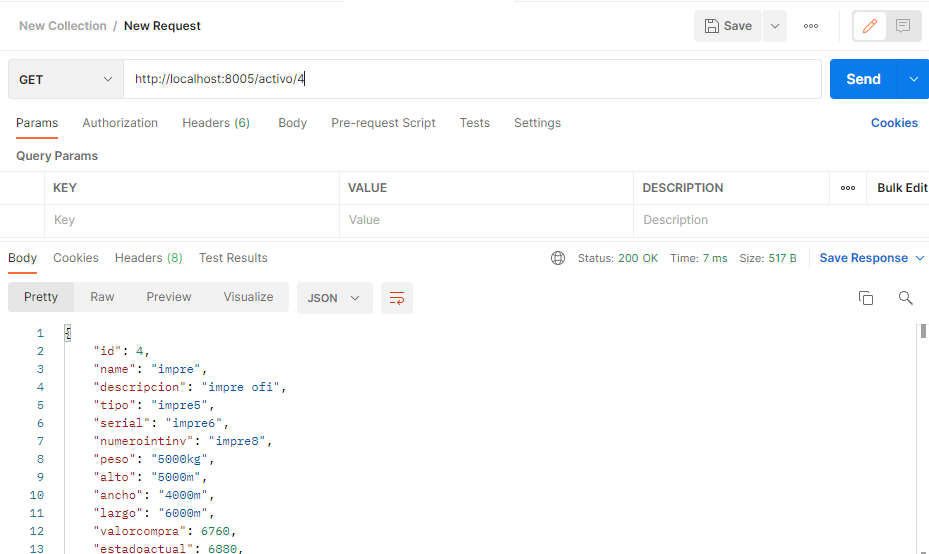 New Collection / New Request
Save
GET
http://localhost:8005/activo/4
Send
Params Authorization Headers (6) Body Pre-request Script Tests Settings Cookies
Query Params
KEY VALUE DESCRIPTION Bulk Edit
Key Value Description
Body Cookies Headers (8) Test Results Status: 200 OK Time: 7 ms Size: 517 B Save Response
Pretty Raw Preview Visualize JSON
1 {
2 "id": 4,
3 "name": "impre",
4 "descripcion": "impre ofi",
5 "tipo": "impre5",
6 "serial": "impre6",
7 "numerointinv": "impre8",
8 "peso": "5000kg",
9 "alto": "5000m",
10 "ancho": "4000m",
11 "largo": "6000m",
12 "valorcompra": 6760,
13 "estadoactual": 6880,